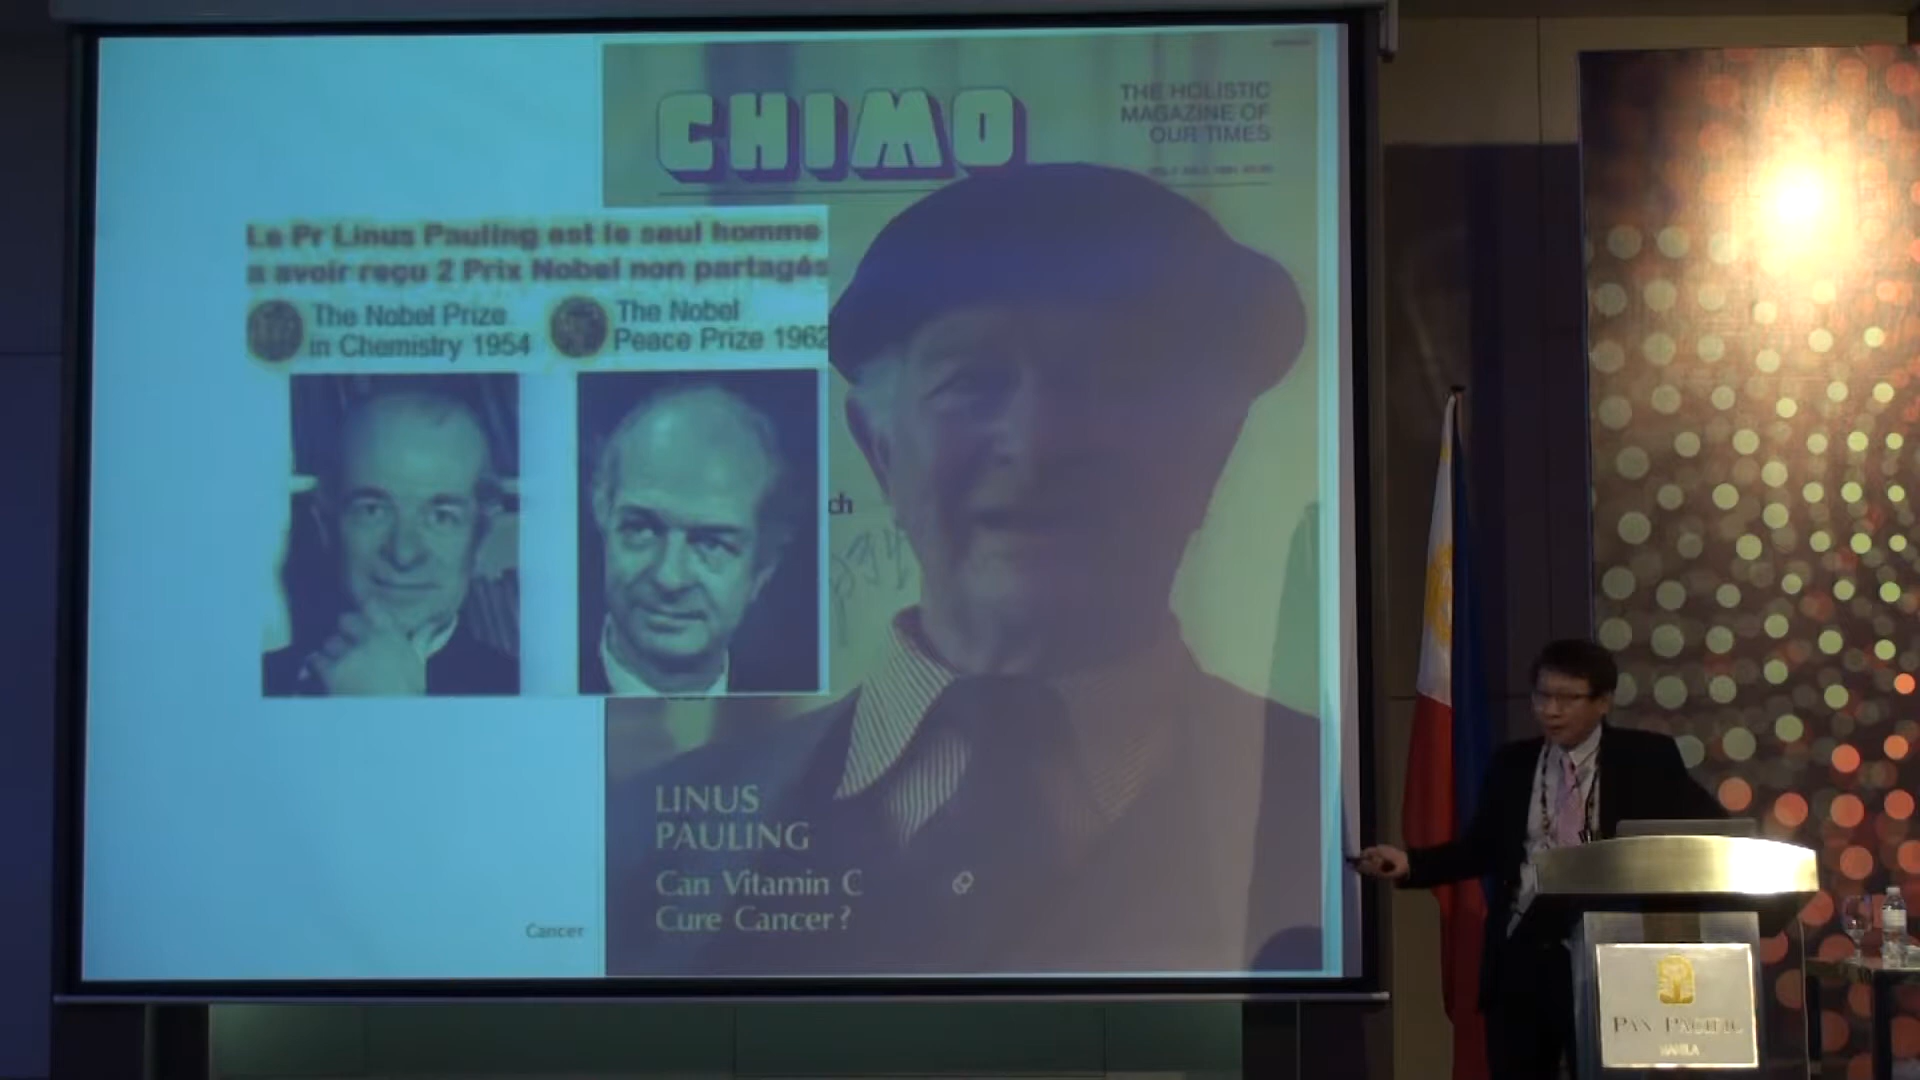 CHIMO
THE HOLISTIC
MAGAZINE OF
OUR TIMES
Le Pr Linus Pauling est le seul homme
a avoir reçu 2 Prix Nobel non partagés
The Nobel Prize
in Chemistry 1954
The Nobel
Peace Prize 1962
ch
LINUS
PAULING
Can Vitamin C
Cure Cancer?
Cancer
PAN PACIFIC
MANILA